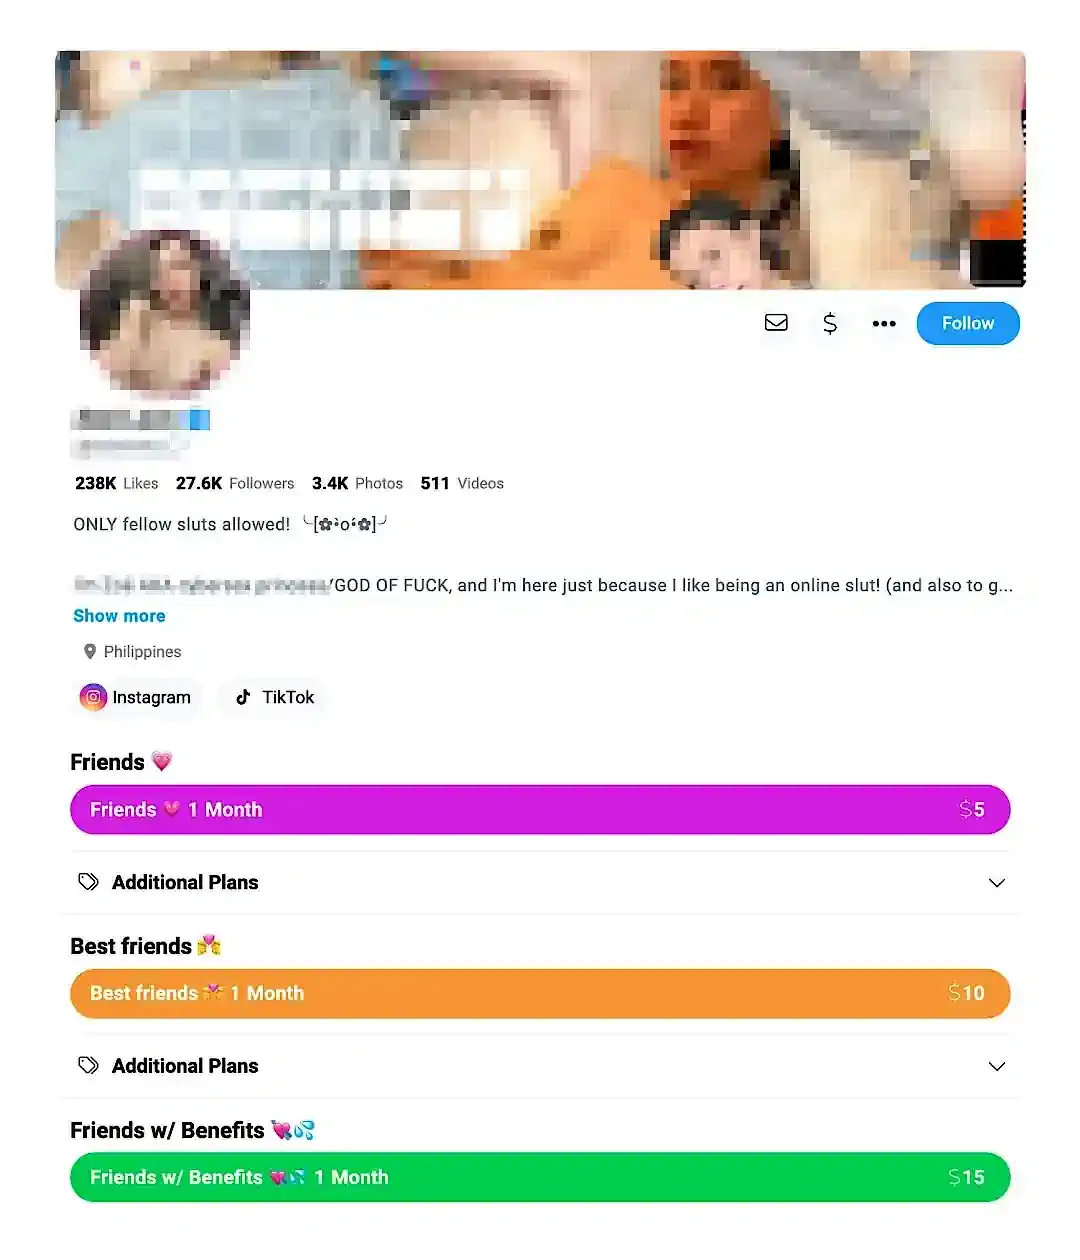 Follow
238K Likes 27.6K Followers 3.4K Photos 511 Videos
ONLY fellow sluts allowed! ╰[✿•̀o•́✿]╯
/GOD OF FUCK, and I'm here just because I like being an online slut! (and also to g...
Show more
Philippines
Instagram TikTok
Friends 💗
Friends 💗 1 Month $5
Additional Plans
Best friends 💏
Best friends 💏 1 Month $10
Additional Plans
Friends w/ Benefits 💘💦
Friends w/ Benefits 💘💦 1 Month $15